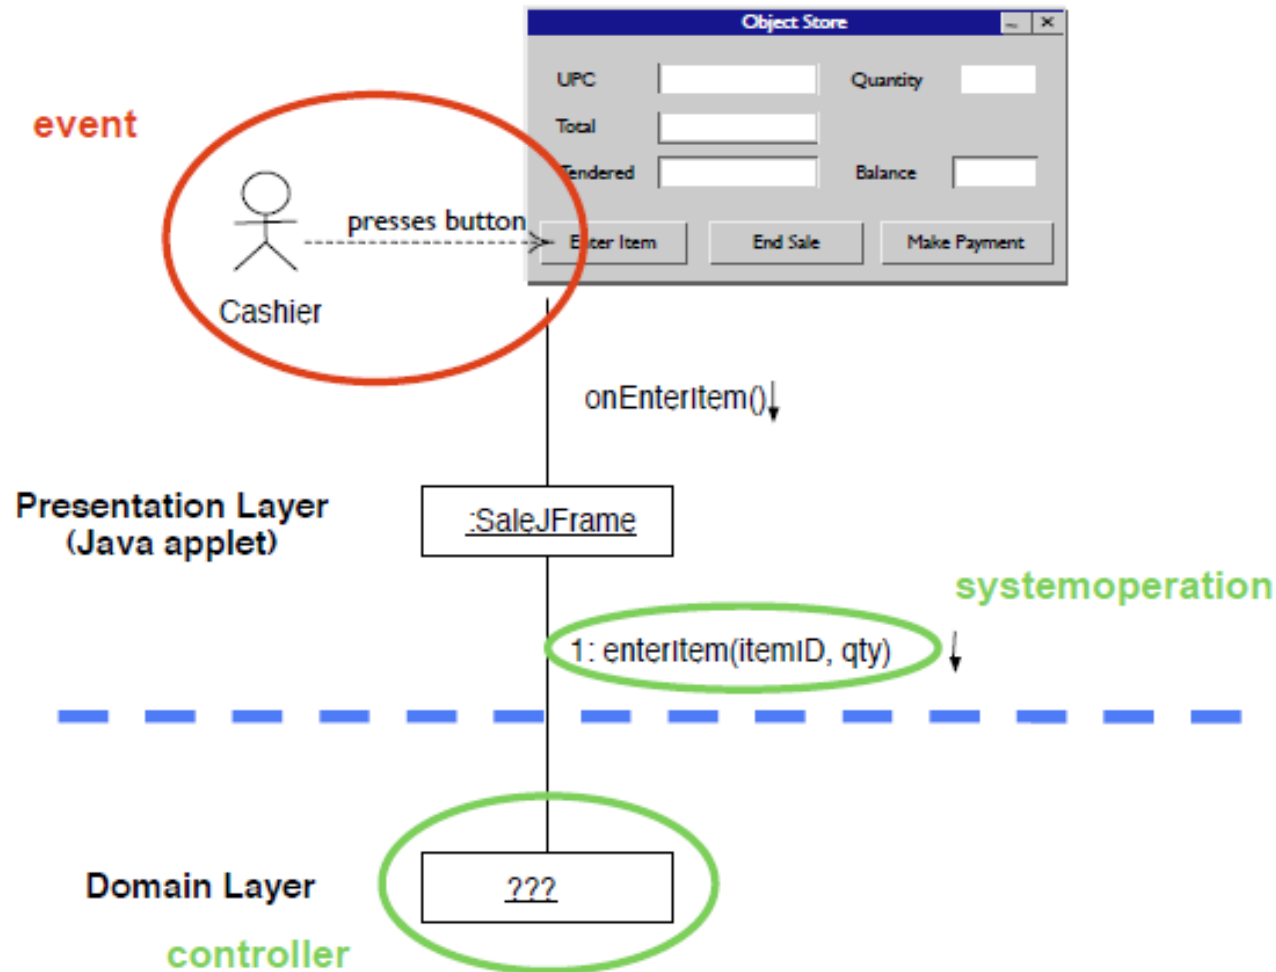 Object Store
UPC
Quantity
event
Total
Tendered
Balance
presses button
Enter Item
End Sale
Make Payment
Cashier
onEnterItem()
Presentation Layer
(Java applet)
:SaleJFrame
systemoperation
1: enterItem(itemID, qty)
Domain Layer
???
controller